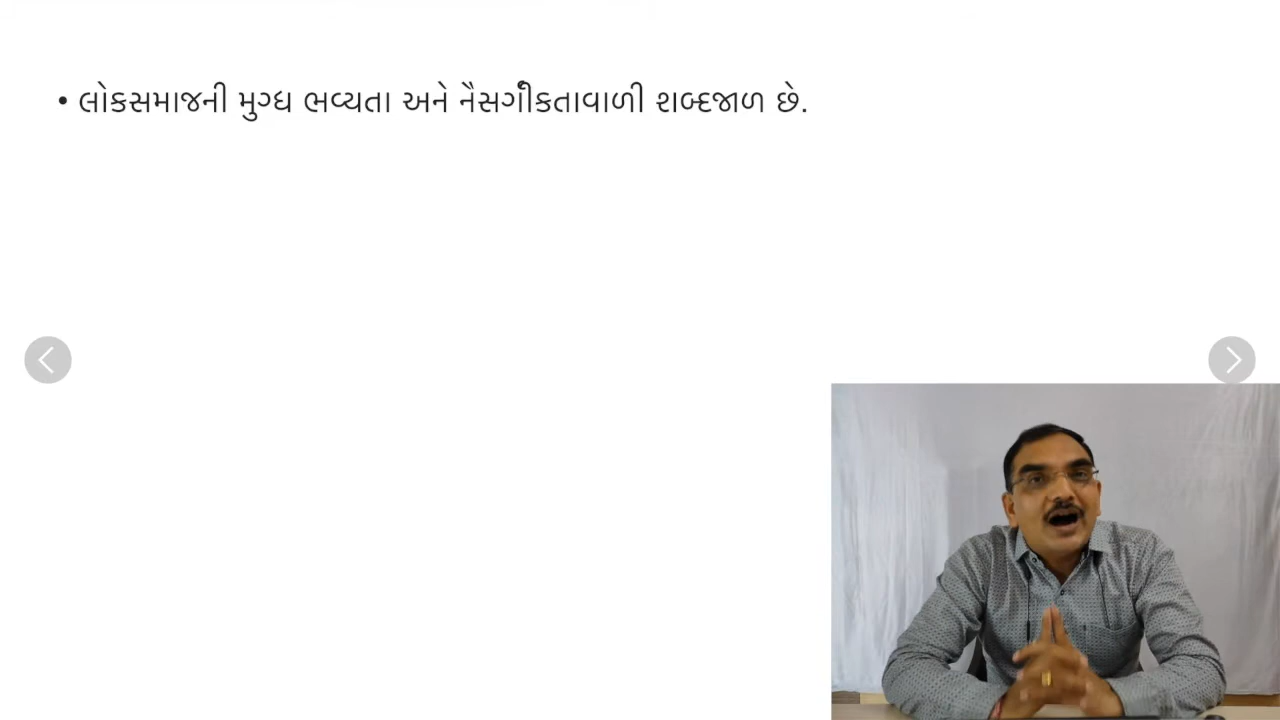 • લોકસમાજની મુગ્ધ ભવ્યતા અને નૈસર્ગીકતાવાળી શબ્દજાળ છે.